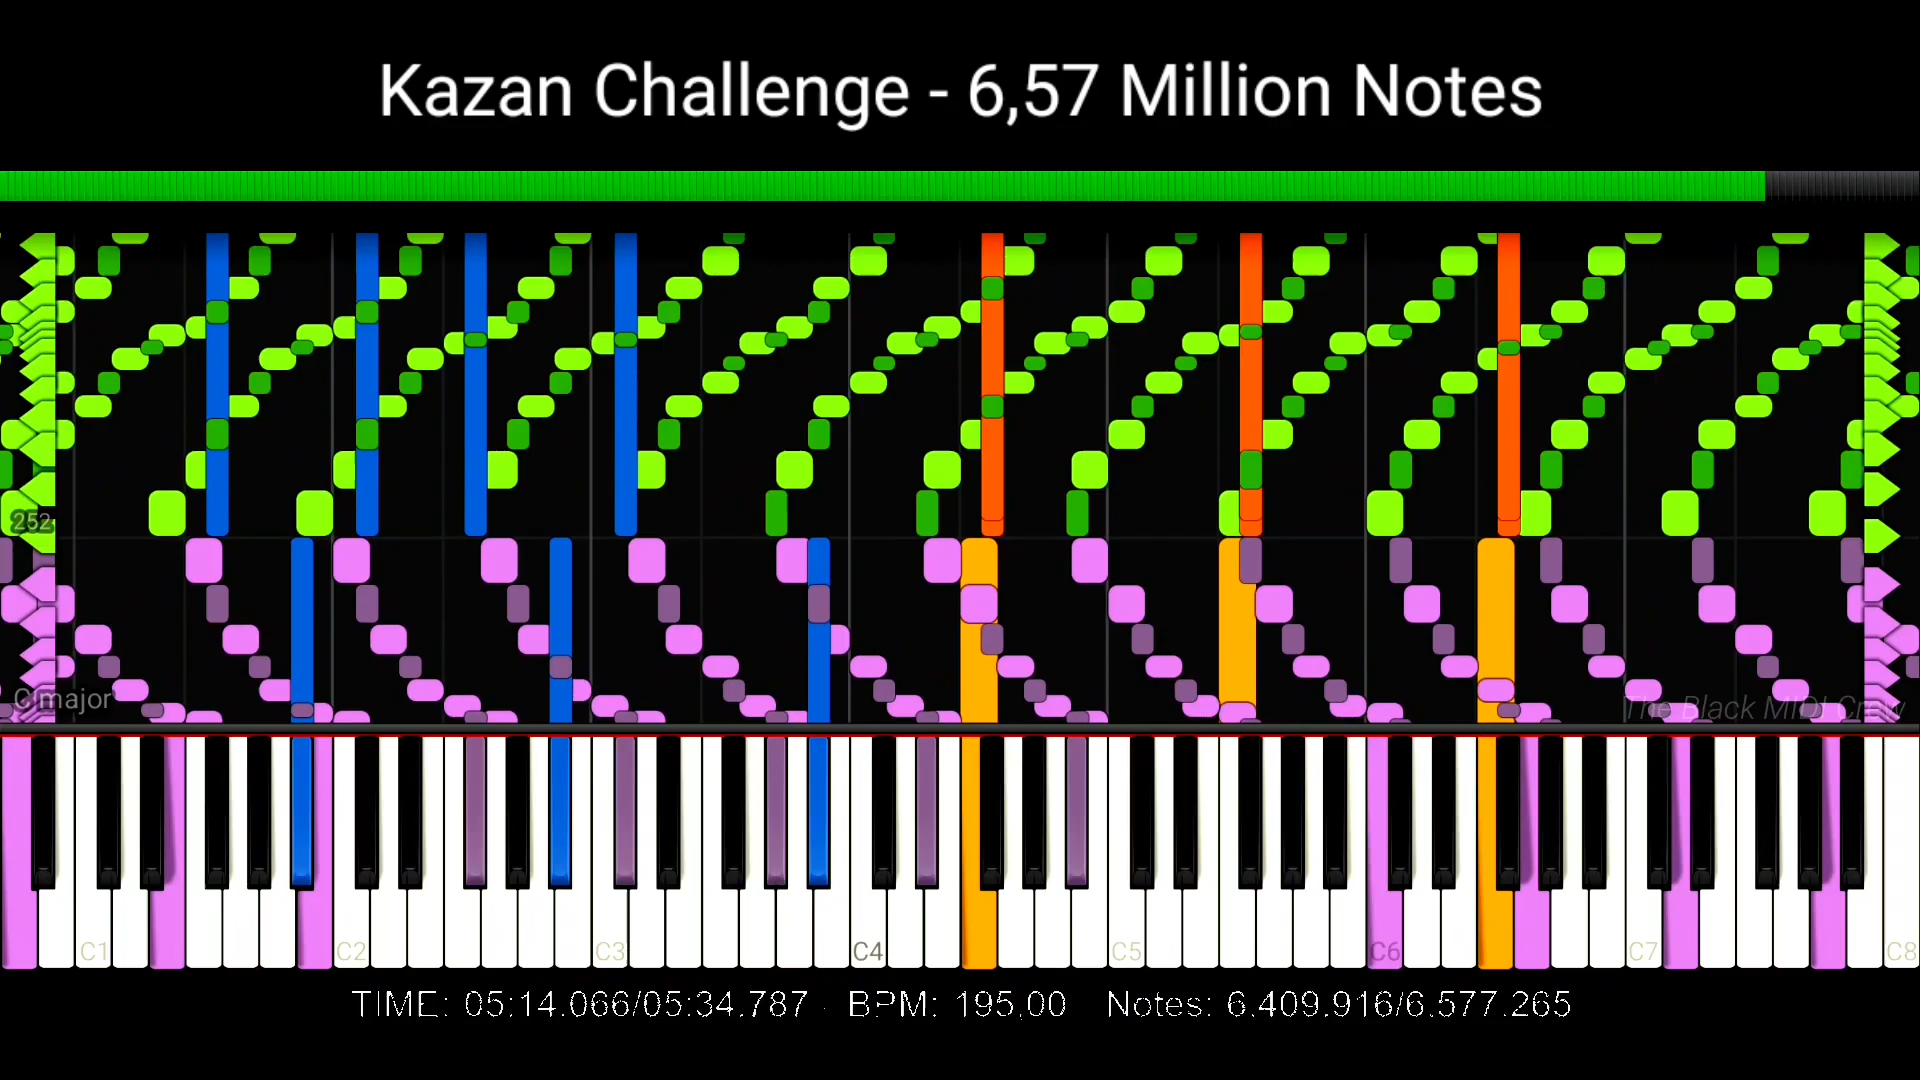 Kazan Challenge - 6,57 Million Notes
252
C major
The Black MIDI Crew
C1 C2 C3 C4 C5 C6 C7 C8
TIME: 05:14.066/05:34.787 - BPM: 195,00 Notes: 6.409.916/6.577.265